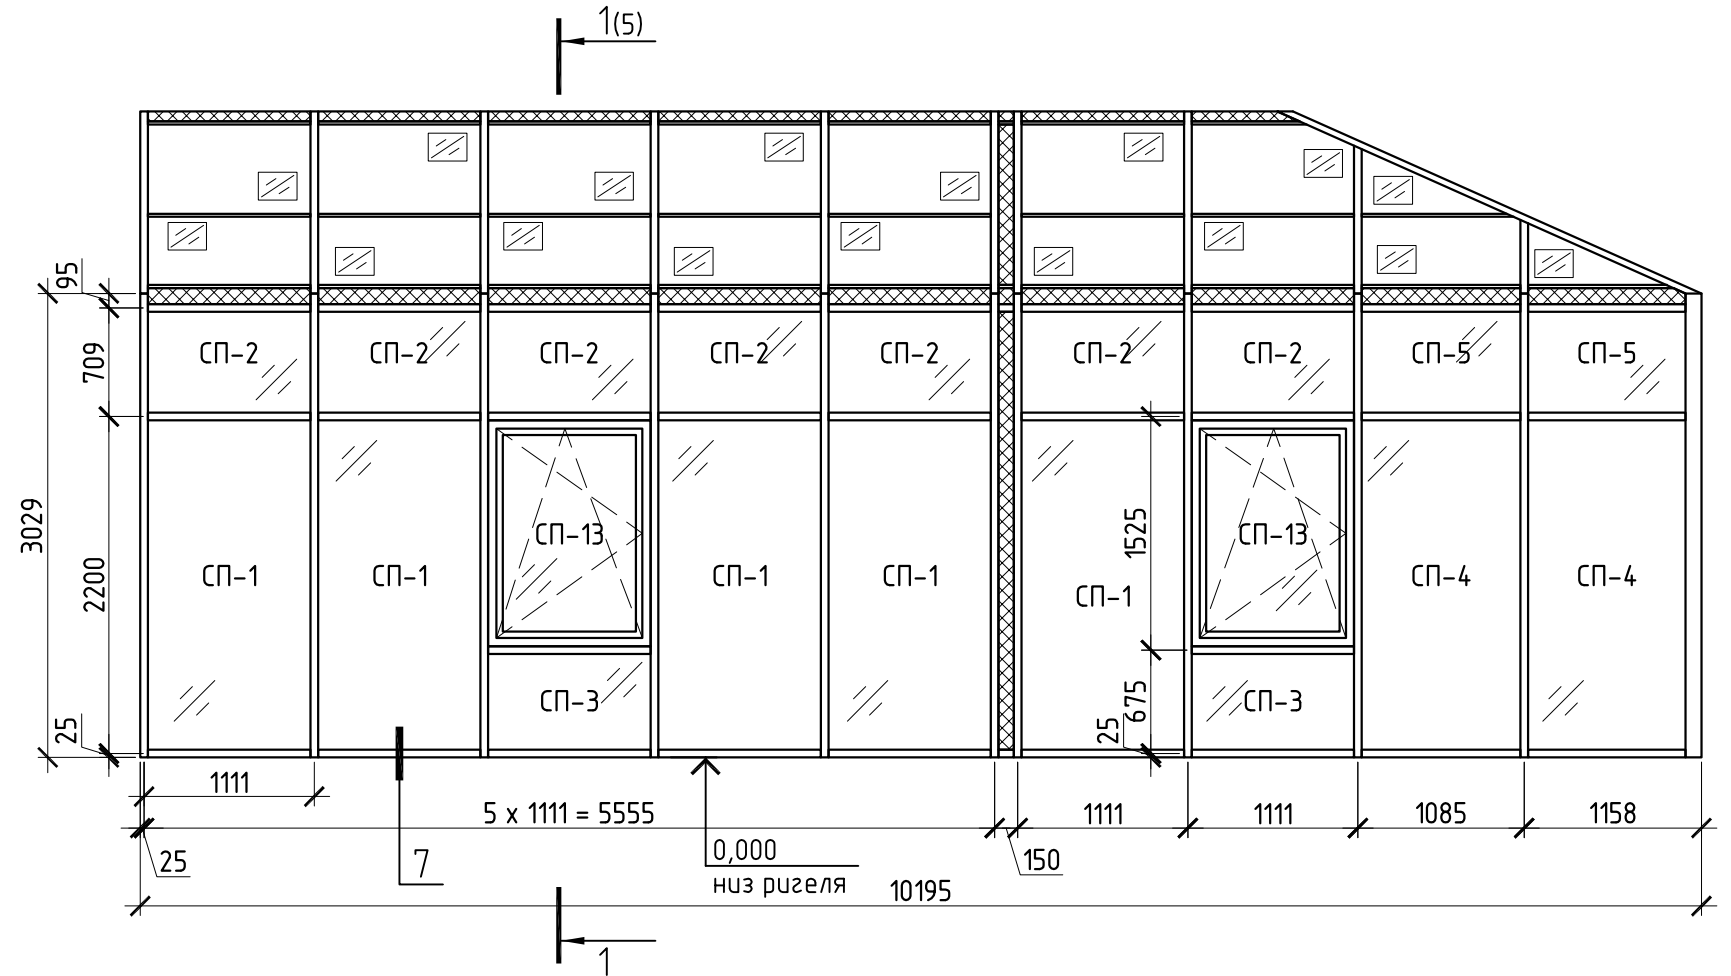 1(5)
95
709
3029
2200
25
СП-2
СП-2
СП-2
СП-2
СП-2
СП-2
СП-2
СП-5
СП-5
СП-1
СП-1
СП-13
СП-1
СП-1
СП-1
СП-13
СП-4
СП-4
СП-3
СП-3
1525
675
25
1111
5 x 1111 = 5555
1111
1111
1085
1158
25
7
0,000
низ ригеля
150
10195
1